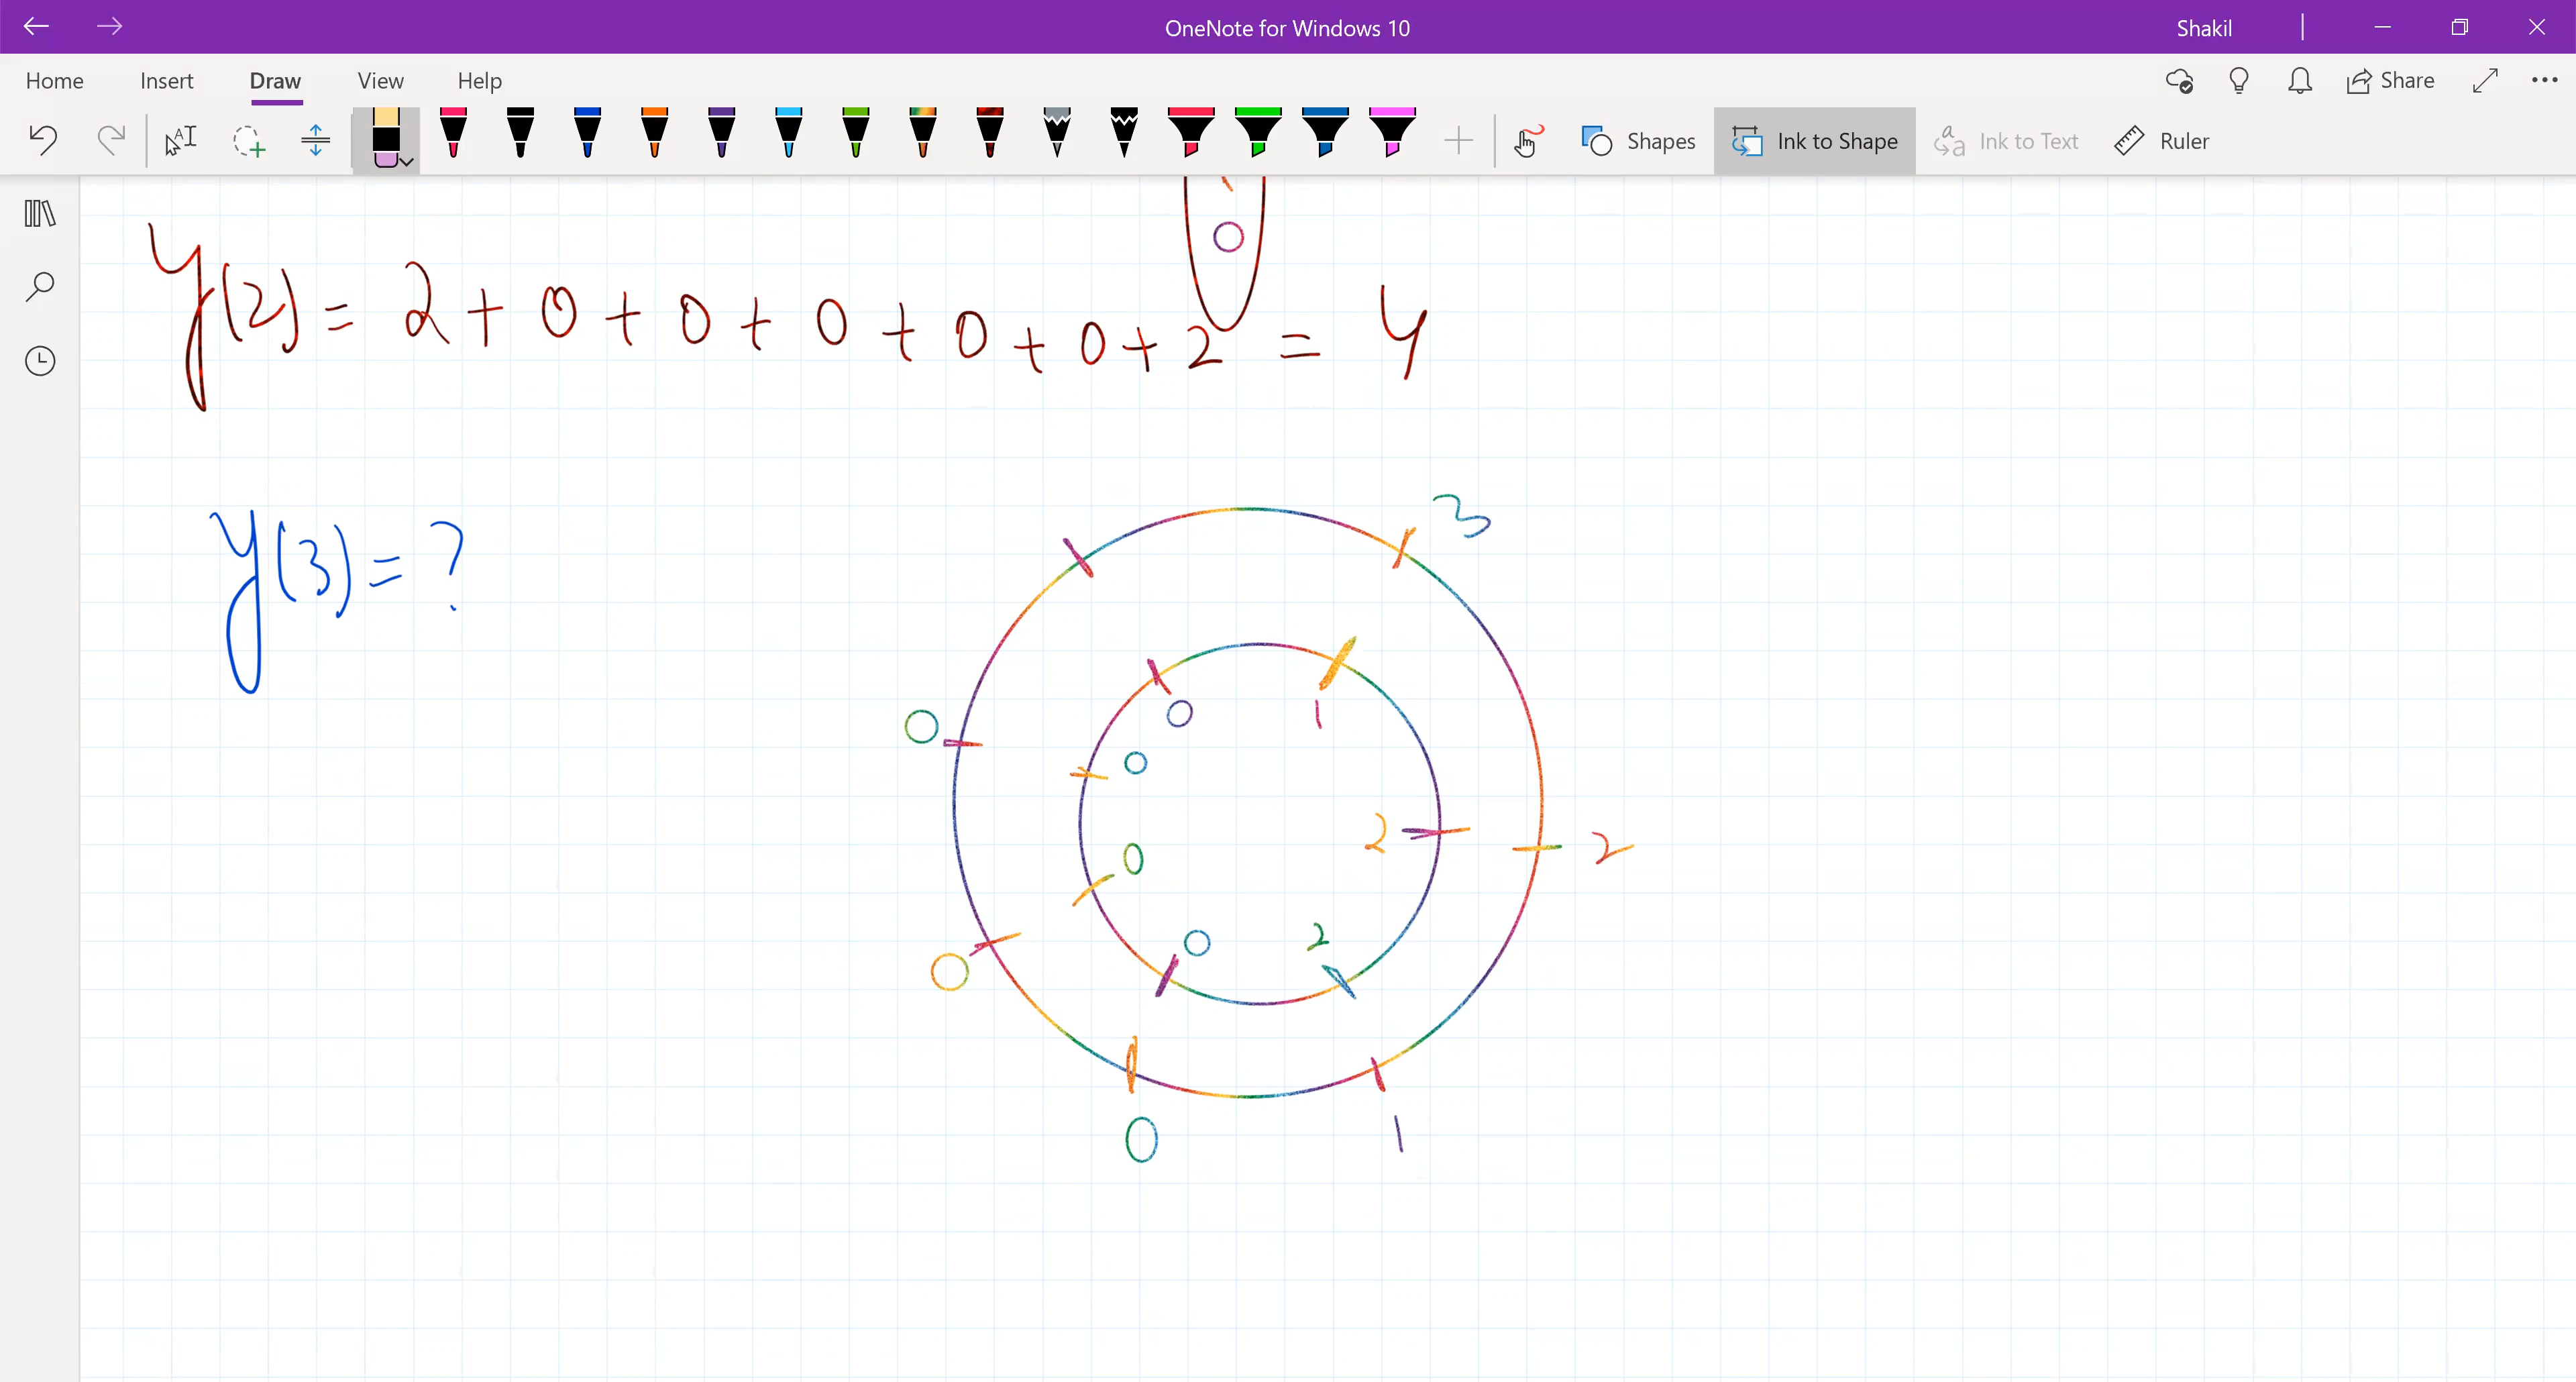 OneNote for Windows 10
Shakil
Home Insert Draw View Help
Share
Shapes Ink to Shape Ink to Text Ruler
0
y(2) = 2 + 0 + 0 + 0 + 0 + 0 + 2 = 4
y(3) = ?
3
0 1
0 0
2 2
0
0 2
0
0 1